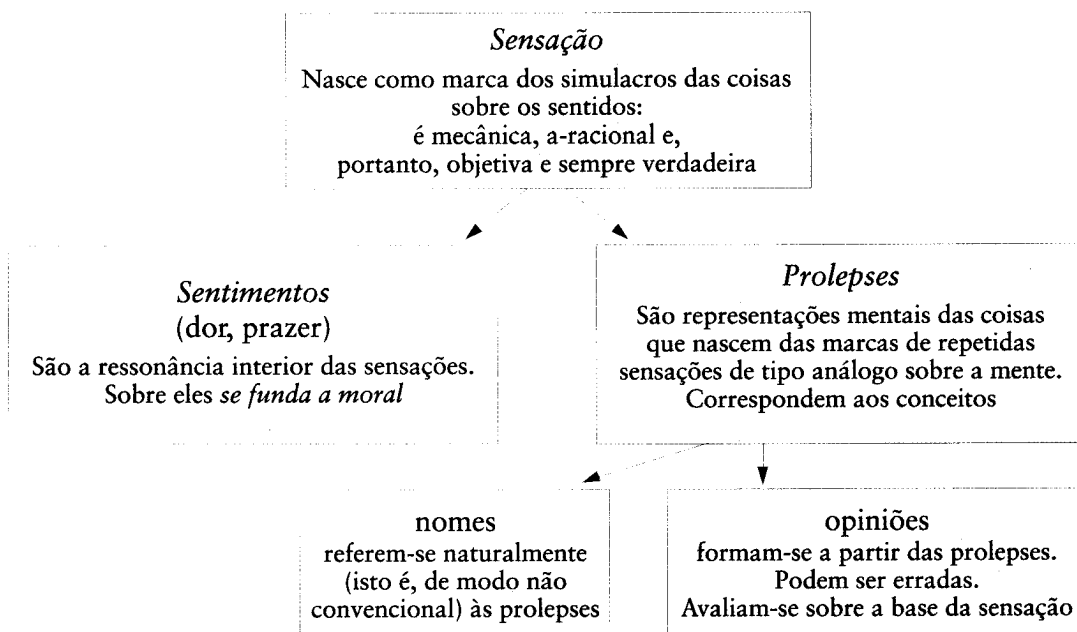 Sensação
Nasce como marca dos simulacros das coisas
sobre os sentidos:
é mecânica, a-racional e,
portanto, objetiva e sempre verdadeira
Sentimentos
(dor, prazer)
São a ressonância interior das sensações.
Sobre eles se funda a moral
Prolepses
São representações mentais das coisas
que nascem das marcas de repetidas
sensações de tipo análogo sobre a mente.
Correspondem aos conceitos
nomes
referem-se naturalmente
(isto é, de modo não
convencional) às prolepses
opiniões
formam-se a partir das prolepses.
Podem ser erradas.
Avaliam-se sobre a base da sensação